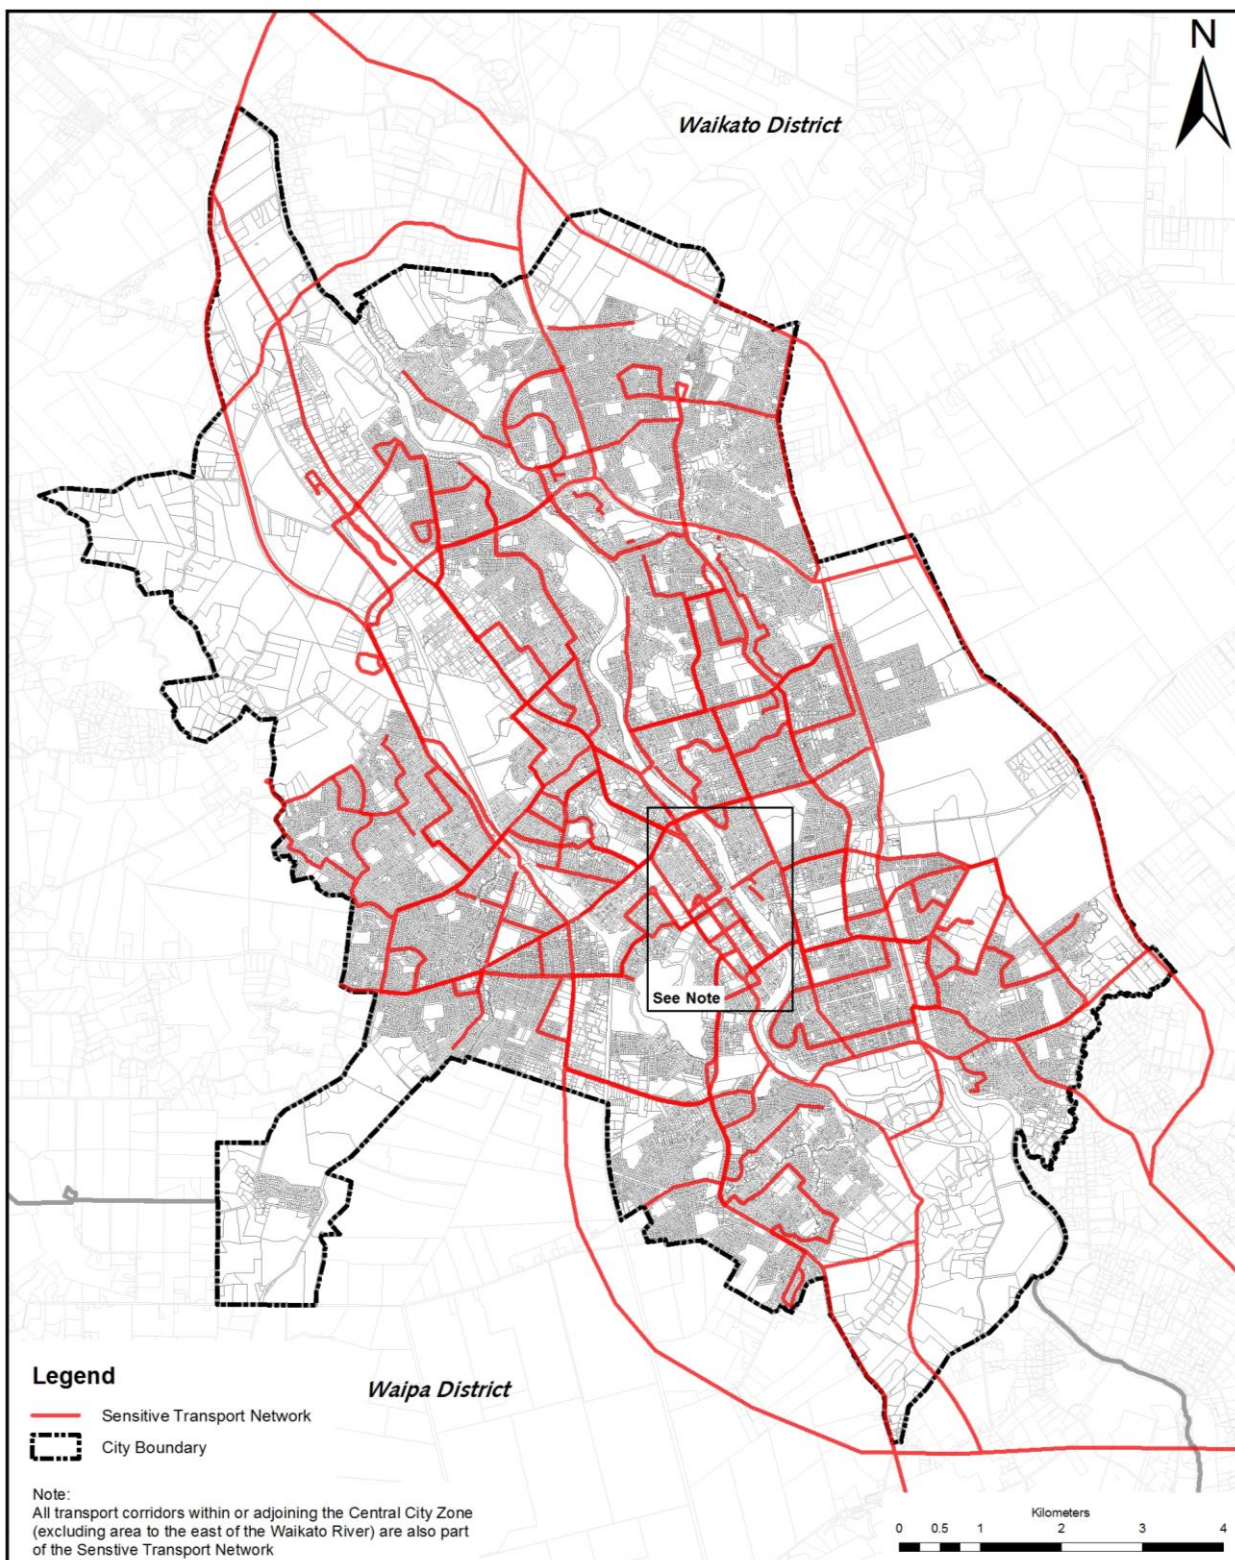 N
Waikato District
See Note
Legend
Waipa District
Sensitive Transport Network
City Boundary
Note:
All transport corridors within or adjoining the Central City Zone
(excluding area to the east of the Waikato River) are also part
of the Senstive Transport Network
Kilometers
0 0.5 1 2 3 4